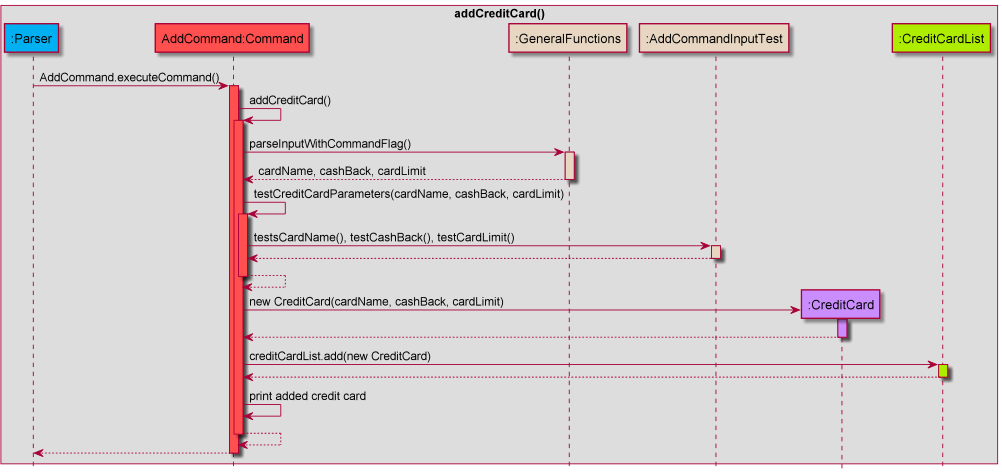 addCreditCard()
:Parser
AddCommand:Command
:GeneralFunctions
:AddCommandInputTest
:CreditCardList
AddCommand.executeCommand()
addCreditCard()
parseInputWithCommandFlag()
cardName, cashBack, cardLimit
testCreditCardParameters(cardName, cashBack, cardLimit)
testsCardName(), testCashBack(), testCardLimit()
new CreditCard(cardName, cashBack, cardLimit)
:CreditCard
creditCardList.add(new CreditCard)
print added credit card